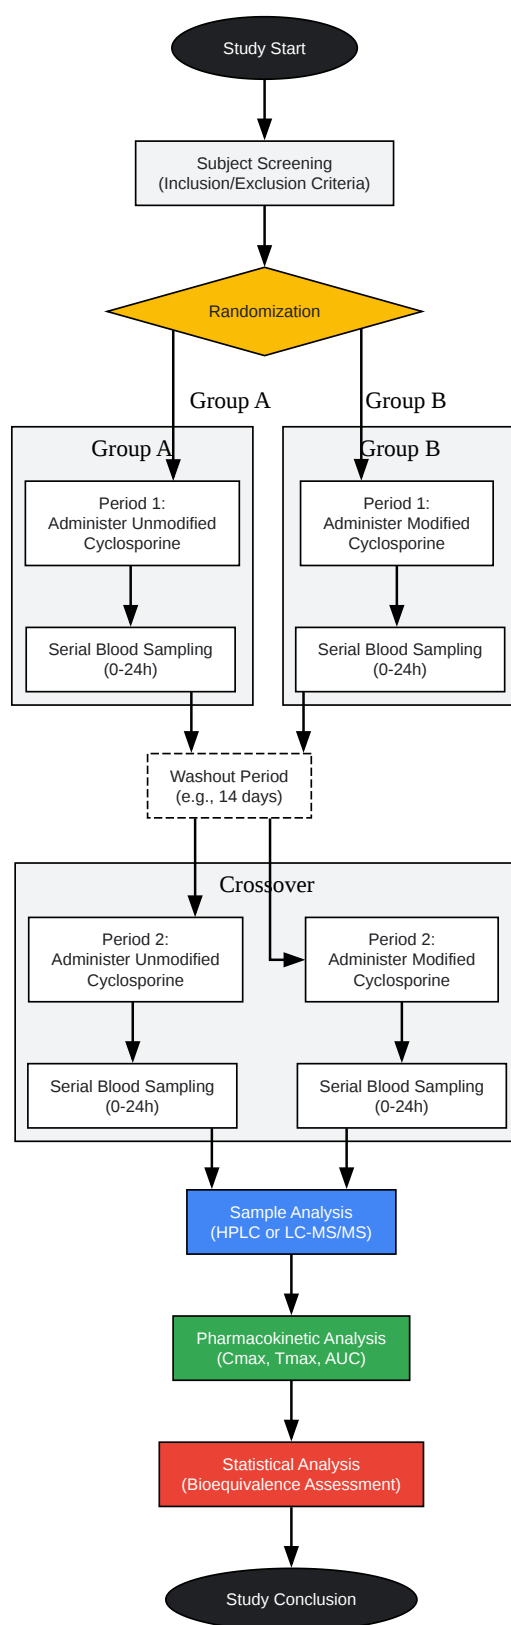 Study Start
Subject Screening
(Inclusion/Exclusion Criteria)
Randomization
Group A
Group B
Group A
Group B
Period 1:
Administer Unmodified
Cyclosporine
Period 1:
Administer Modified
Cyclosporine
Serial Blood Sampling
(0-24h)
Serial Blood Sampling
(0-24h)
Washout Period
(e.g., 14 days)
Crossover
Period 2:
Administer Unmodified
Cyclosporine
Period 2:
Administer Modified
Cyclosporine
Serial Blood Sampling
(0-24h)
Serial Blood Sampling
(0-24h)
Sample Analysis
(HPLC or LC-MS/MS)
Pharmacokinetic Analysis
(Cmax, Tmax, AUC)
Statistical Analysis
(Bioequivalence Assessment)
Study Conclusion